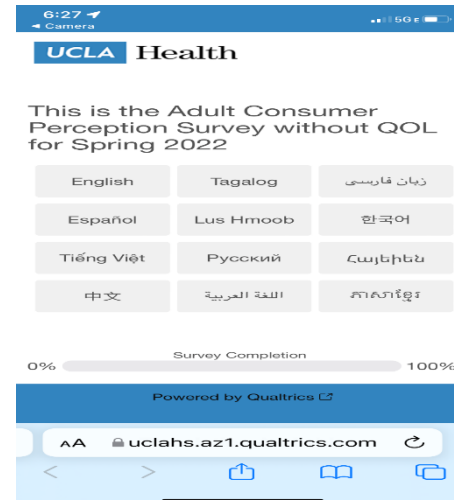 6:27
◀ Camera
5G E
UCLA Health
This is the Adult Consumer
Perception Survey without QOL
for Spring 2022
English
Tagalog
زبان فارسی
Español
Lus Hmoob
한국어
Tiếng Việt
Русский
Հայերեն
中文
اللغة العربية
ភាសាខ្មែរ
Survey Completion
0%
100%
Powered by Qualtrics
AA
uclahs.az1.qualtrics.com